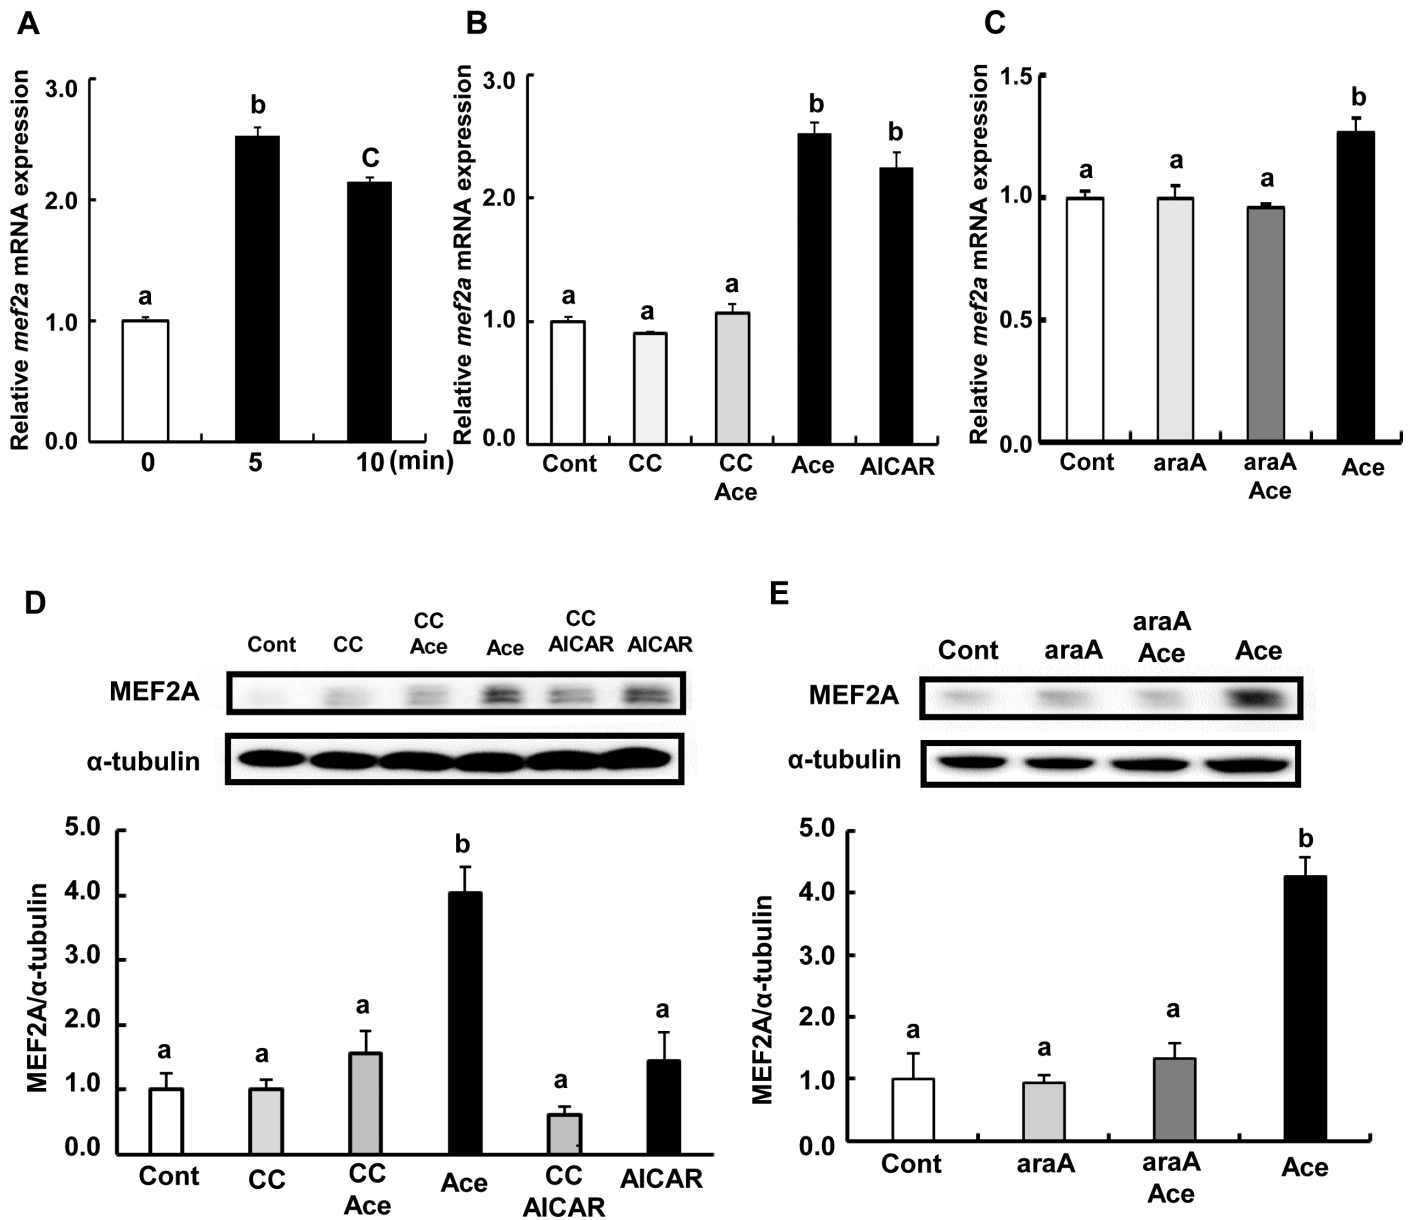 A
Relative mef2a mRNA expression
3.0
2.0
1.0
0.0
a
b
C
0
5
10 (min)
B
Relative mef2a mRNA expression
3.0
2.0
1.0
0.0
a
a
a
b
b
Cont
CC
CC
Ace
Ace
AICAR
C
Relative mef2a mRNA expression
1.5
1.0
0.5
0.0
a
a
a
b
Cont
araA
araA
Ace
Ace
D
Cont
CC
CC
Ace
Ace
CC
AICAR
AICAR
MEF2A
α-tubulin
MEF2A/α-tubulin
5.0
4.0
3.0
2.0
1.0
0.0
a
a
a
b
a
a
Cont
CC
CC
Ace
Ace
CC
AICAR
AICAR
E
Cont
araA
araA
Ace
Ace
MEF2A
α-tubulin
MEF2A/α-tubulin
5.0
4.0
3.0
2.0
1.0
0.0
a
a
a
b
Cont
araA
araA
Ace
Ace